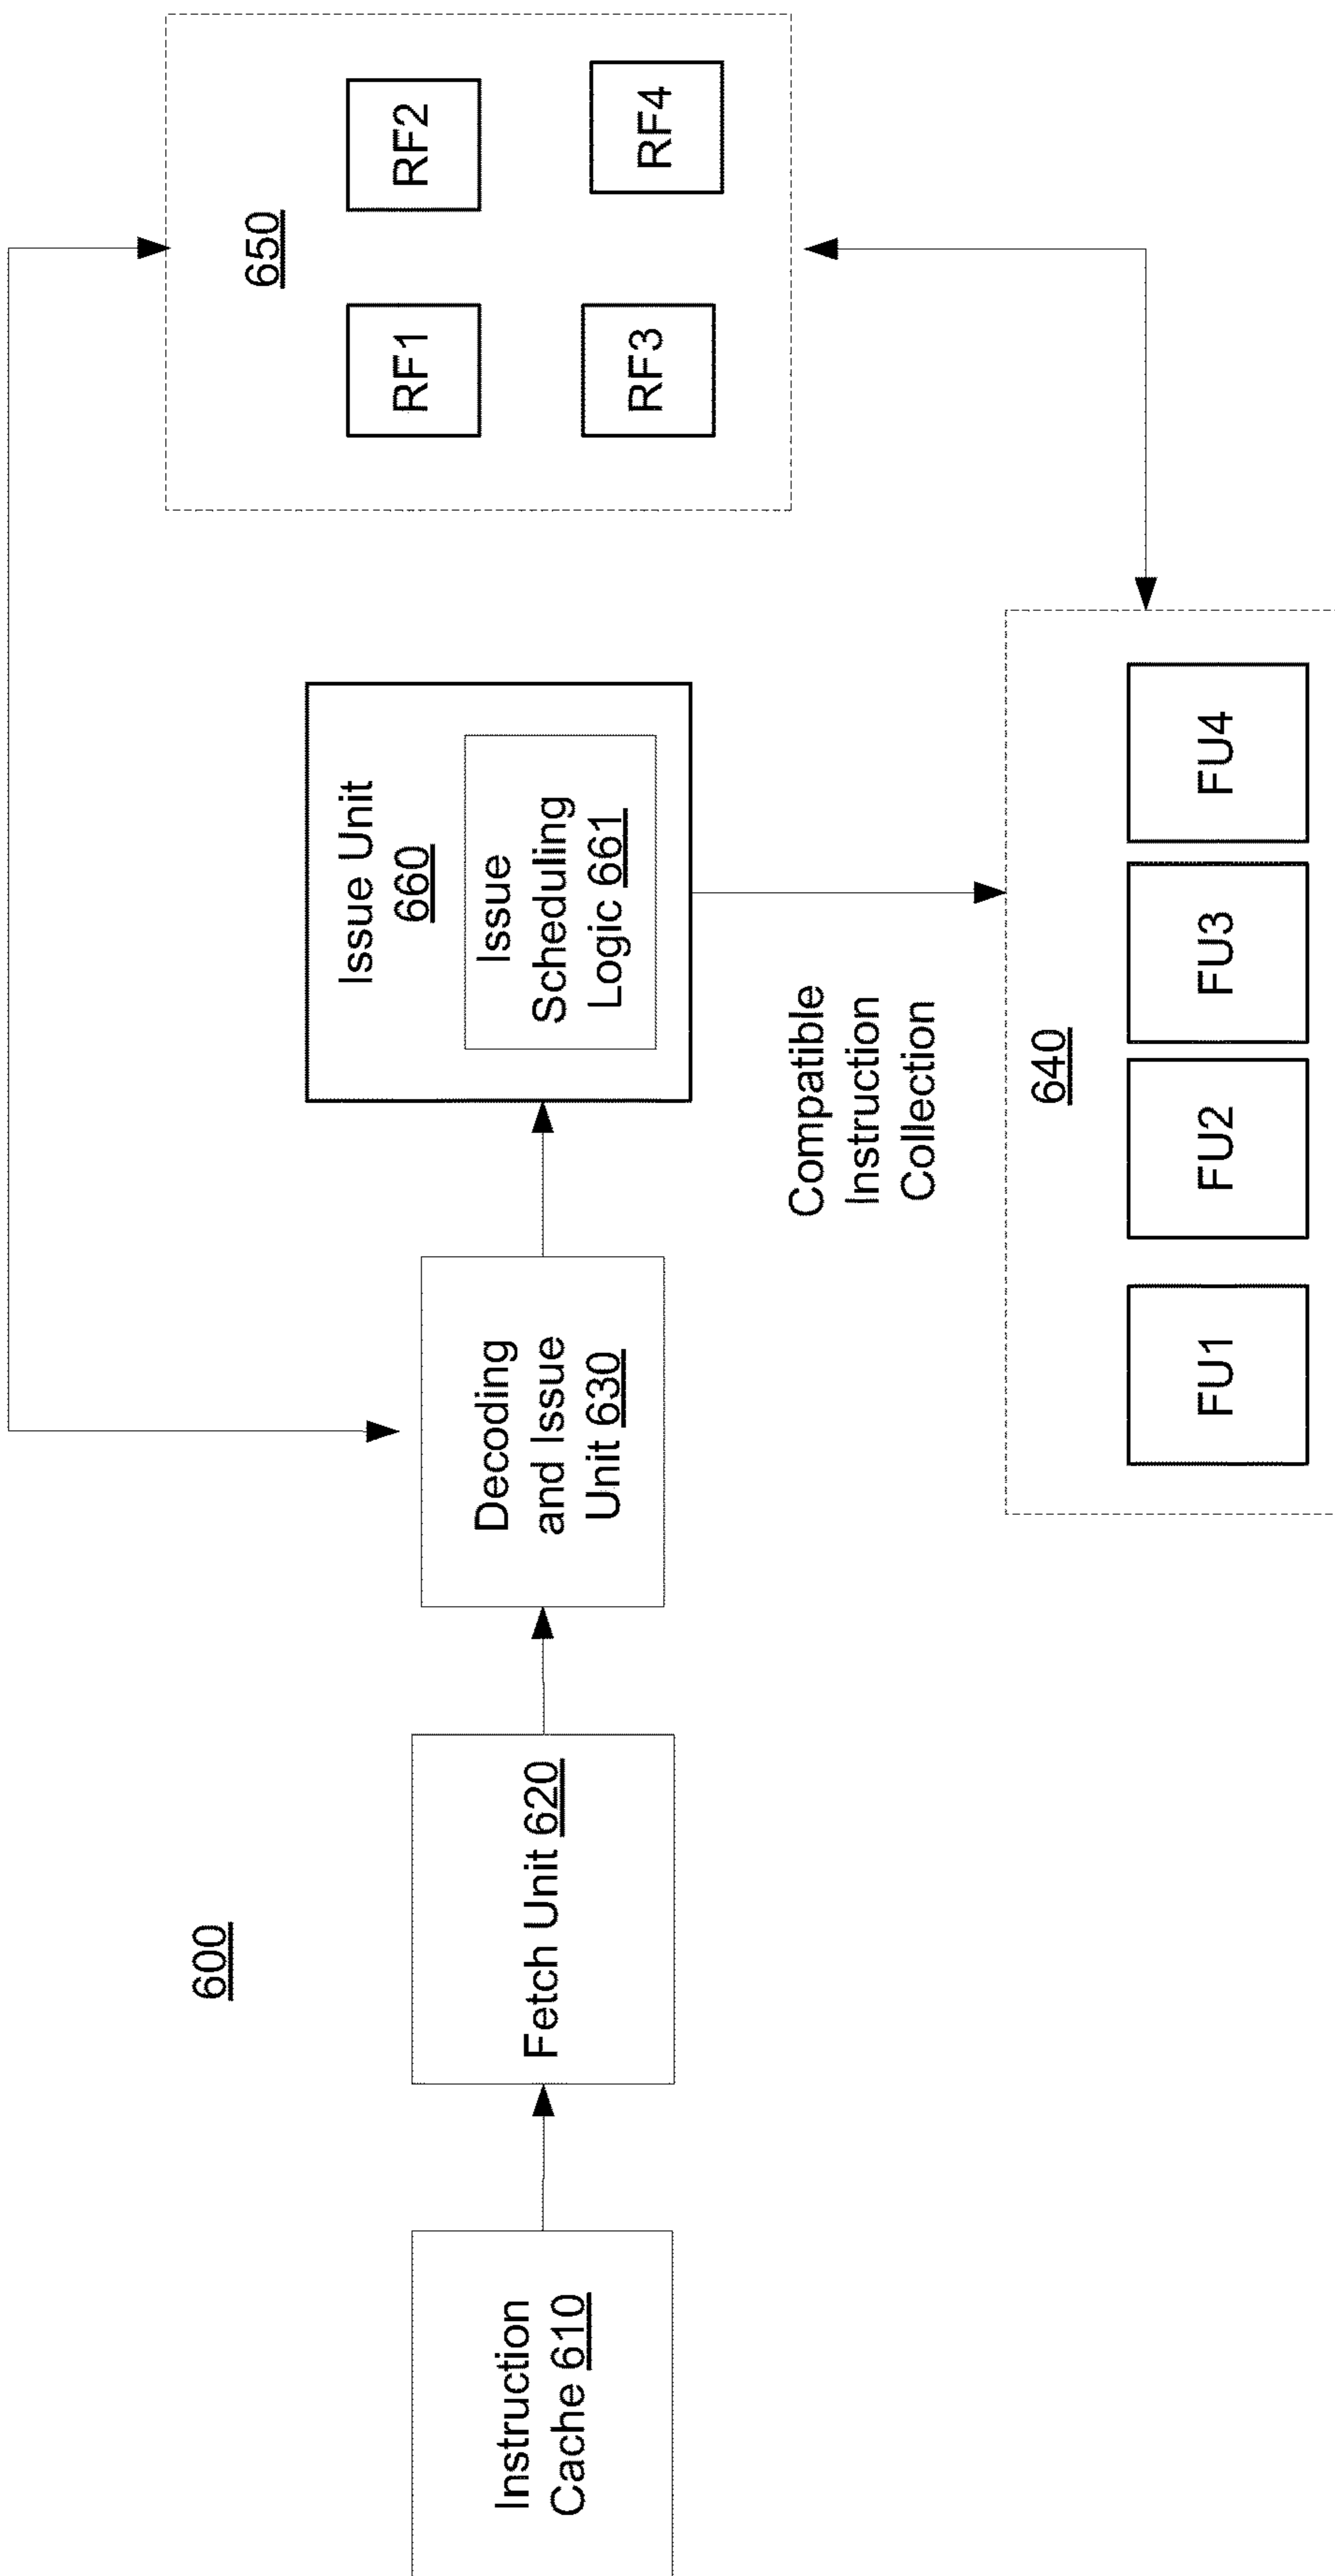 600
Instruction
Cache 610
Fetch Unit 620
Decoding
and Issue
Unit 630
Issue Unit
660
Issue
Scheduling
Logic 661
650
RF1
RF2
RF3
RF4
Compatible
Instruction
Collection
640
FU1
FU2
FU3
FU4